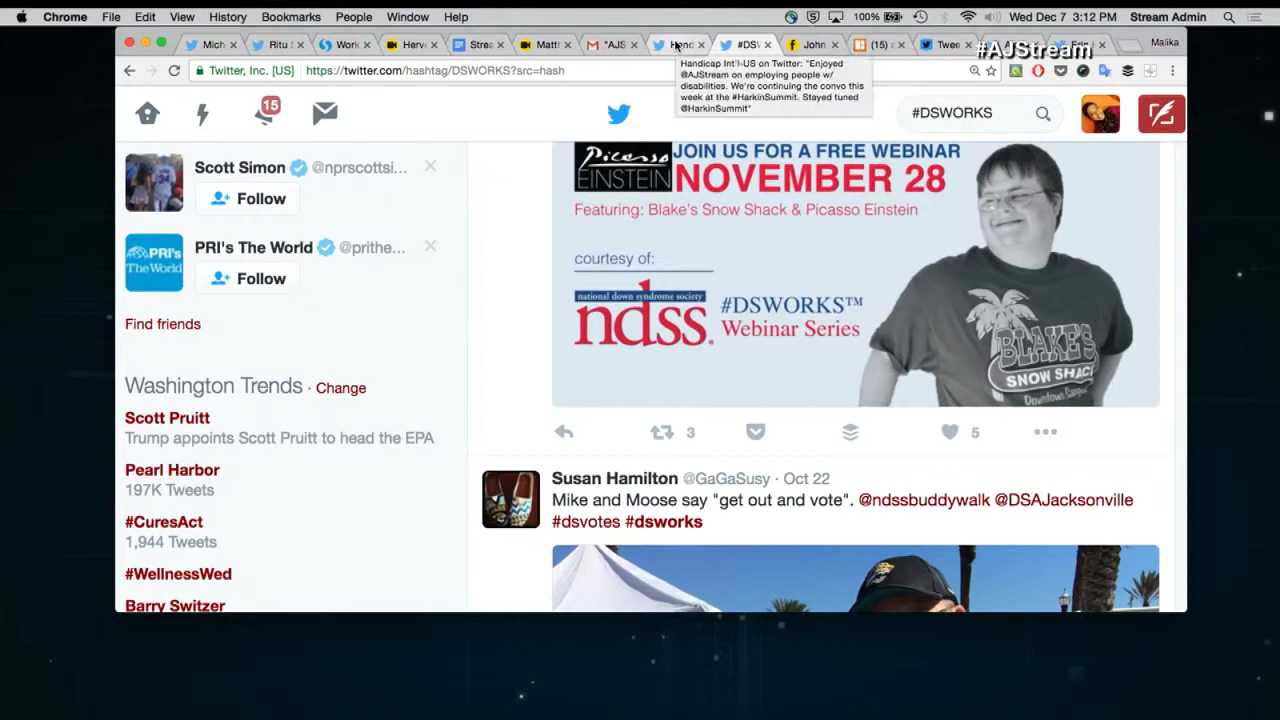 Chrome File Edit View History Bookmarks People Window Help 100% Wed Dec 7 3:12 PM Stream Admin
Mich Ritu Work Herve Strea Matt "AJS Hand #DS John (15) Twee Malika
#AJStream
Twitter, Inc. [US] https://twitter.com/hashtag/DSWORKS?src=hash
Handicap Int'l-US on Twitter: "Enjoyed
@AJStream on employing people w/
disabilities. We're continuing the convo this
week at the #HarkinSummit. Stayed tuned
@HarkinSummit"
15
#DSWORKS
Scott Simon @nprscottsi...
Follow
PRI's The World @prithe...
PRI's
The World
Follow
Find friends
Washington Trends · Change
Scott Pruitt
Trump appoints Scott Pruitt to head the EPA
Pearl Harbor
197K Tweets
#CuresAct
1,944 Tweets
#WellnessWed
Barry Switzer
Picasso
EINSTEIN
JOIN US FOR A FREE WEBINAR
NOVEMBER 28
Featuring: Blake's Snow Shack & Picasso Einstein
courtesy of:
national down syndrome society
ndss
#DSWORKS™
Webinar Series
BLAKE'S
SNOW SHACK
3
5
Susan Hamilton @GaGaSusy · Oct 22
Mike and Moose say "get out and vote". @ndssbuddywalk @DSAJacksonville
#dsvotes #dsworks